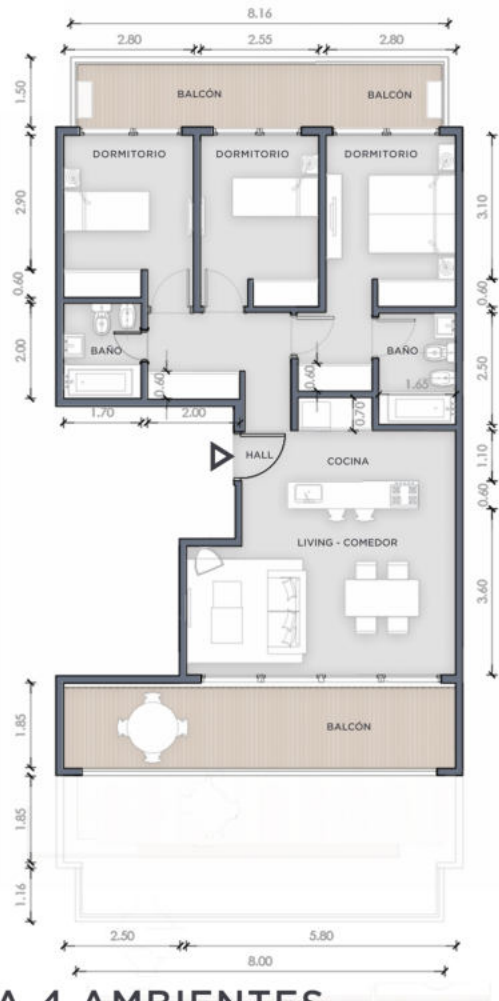 8.16
2.80 2.55 2.80
1.50
BALCÓN BALCÓN
DORMITORIO DORMITORIO DORMITORIO
2.90
3.10
0.60
0.60
2.00
BAÑO
BAÑO
2.50
0.60
0.60
1.65
1.70 2.00
0.70
HALL
COCINA
1.10
0.60
LIVING - COMEDOR
3.60
1.85
BALCÓN
1.85
1.16
2.50 5.80
8.00
A 4 AMBIENTES